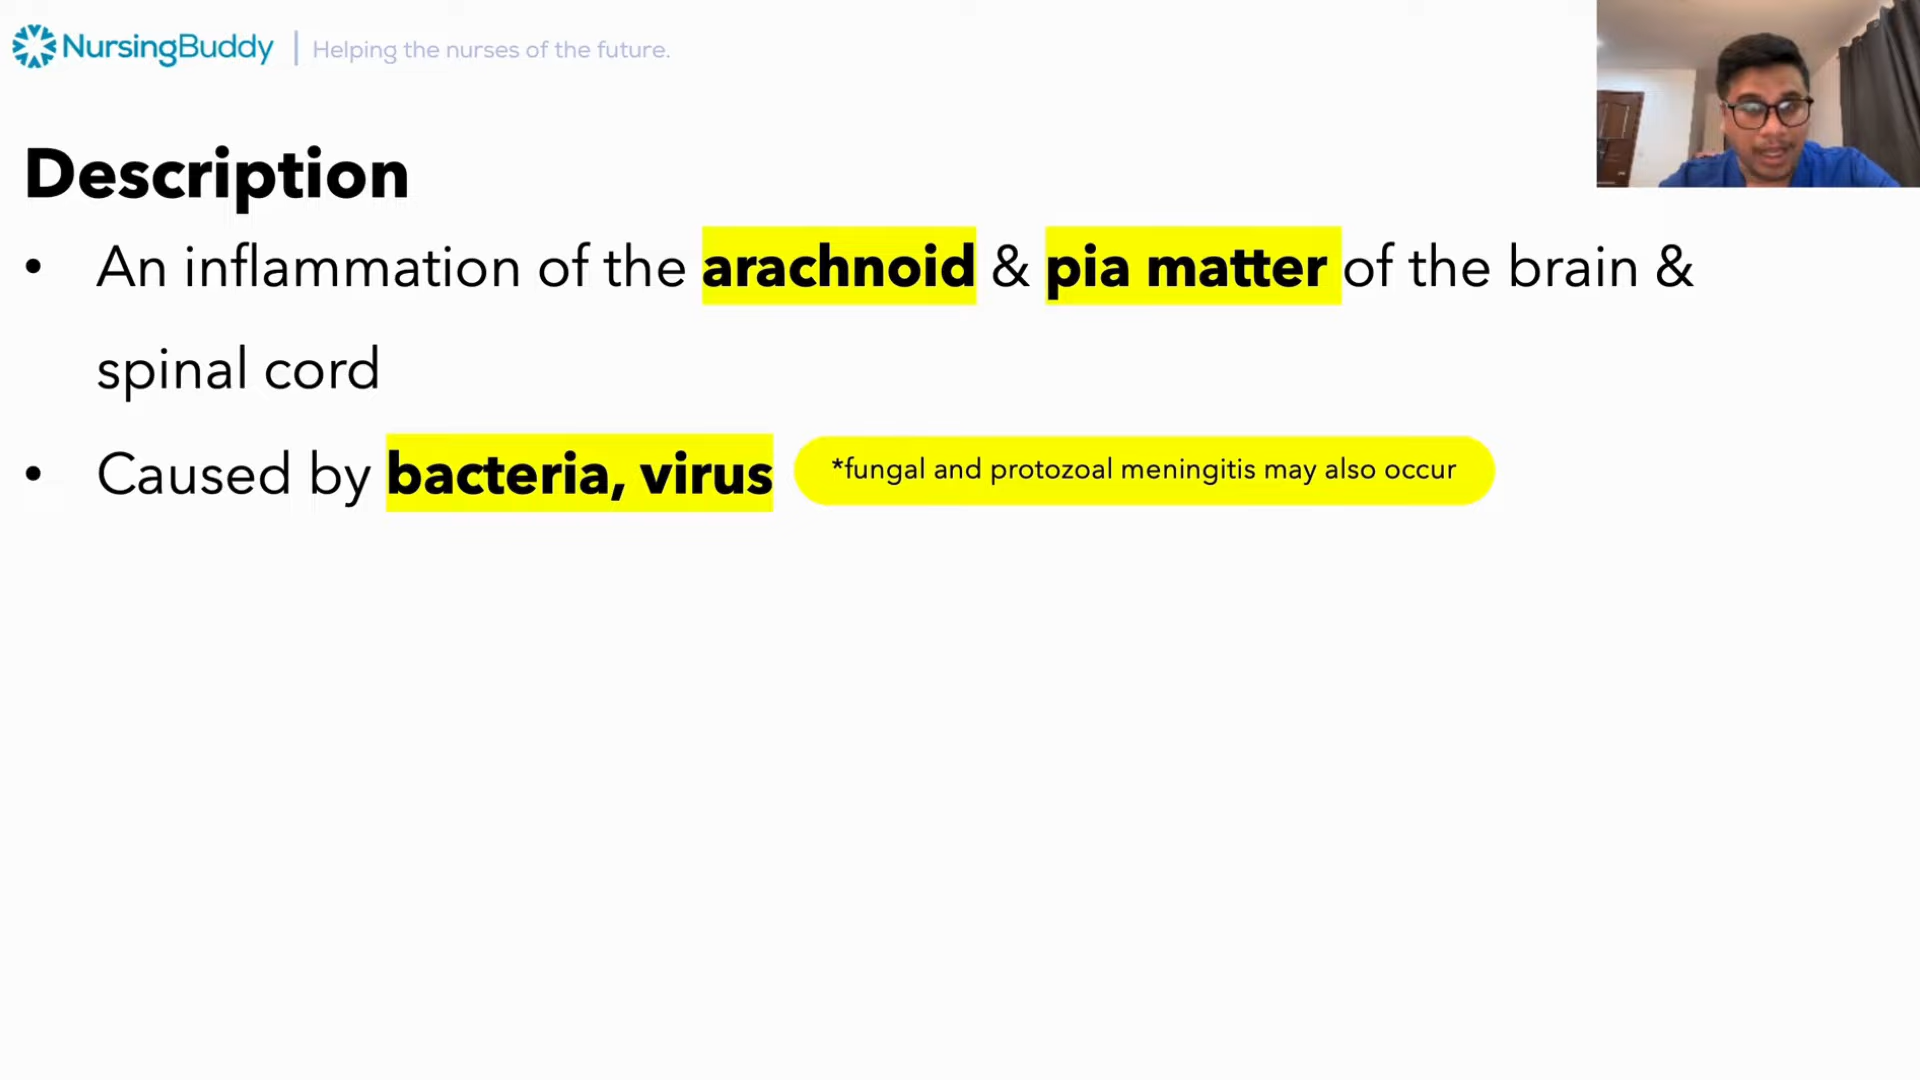 NursingBuddy | Helping the nurses of the future.
Description
• An inflammation of the arachnoid & pia matter of the brain &
spinal cord
• Caused by bacteria, virus *fungal and protozoal meningitis may also occur